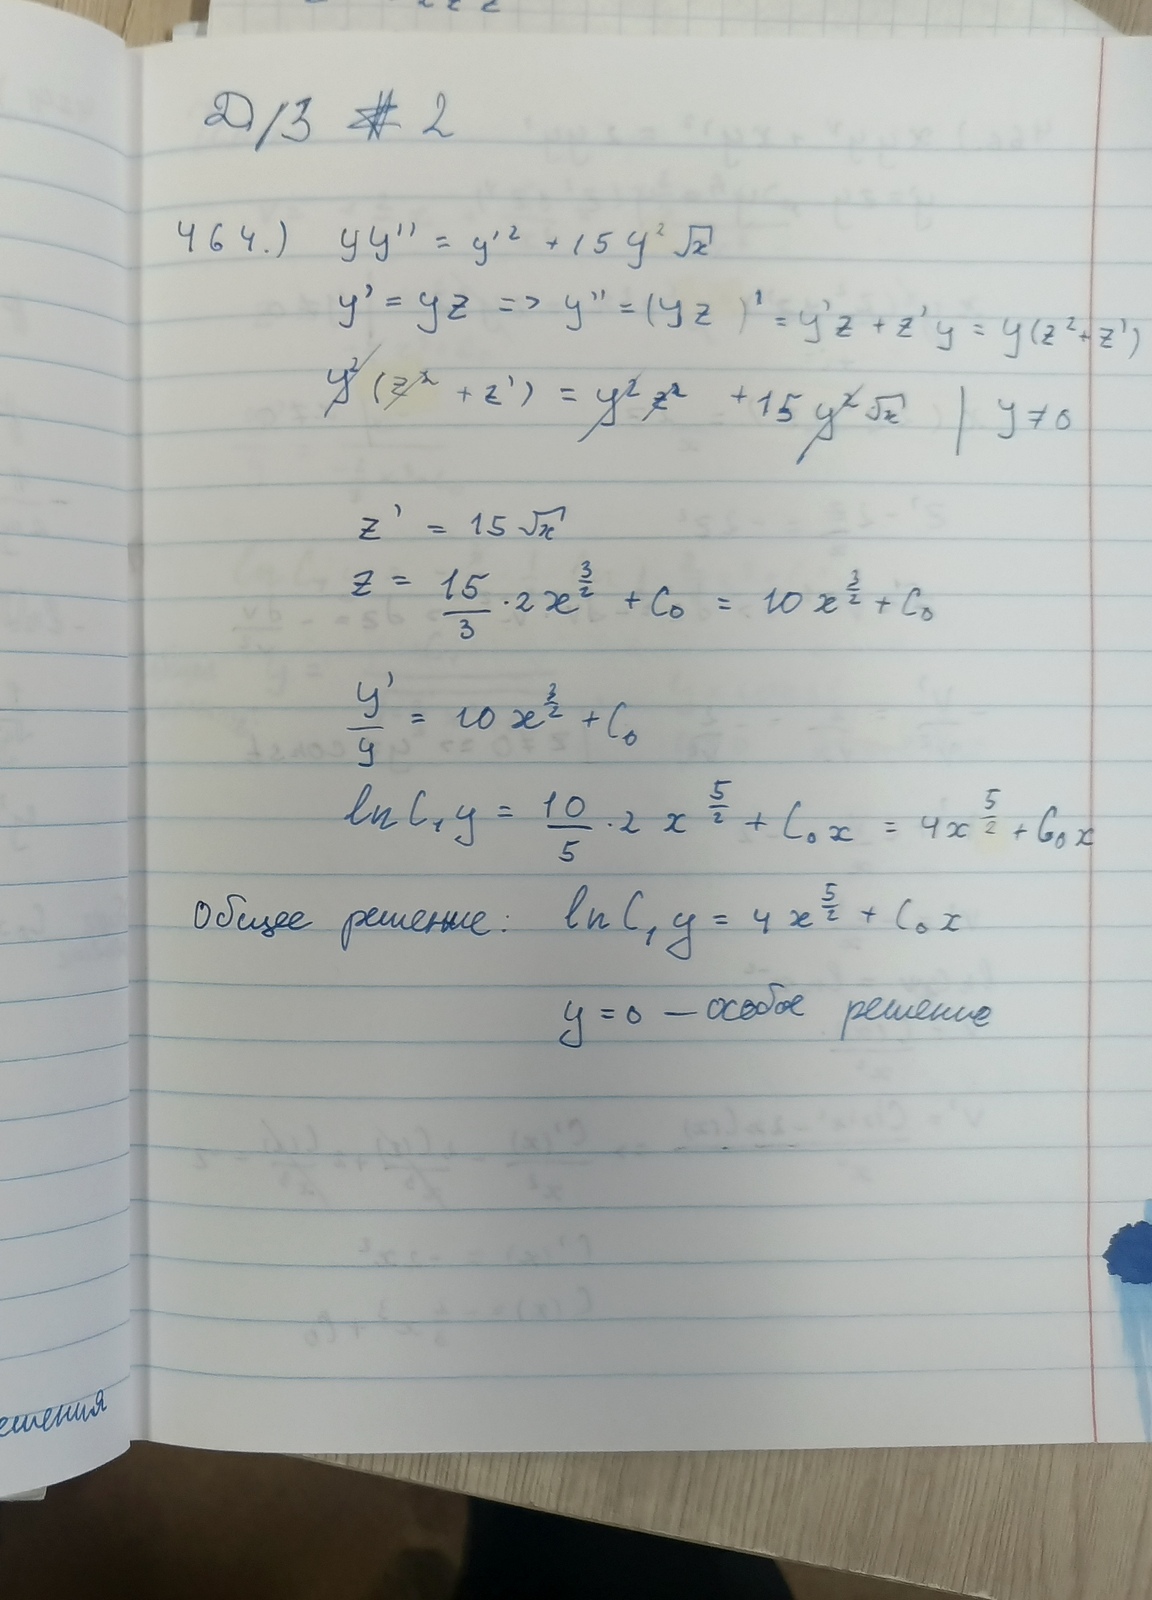 Д/З # 2
464.) yy'' = y'² + 15y²√x
y' = yz => y'' = (yz)' = y'z + z'y = y(z² + z')
y²(z² + z') = y²z² + 15y²√x | y ≠ 0
z' = 15√x
z = 15/3 · 2x^(3/2) + C₀ = 10x^(3/2) + C₀
y'/y = 10x^(3/2) + C₀
ln C₁y = 10/5 · 2x^(5/2) + C₀x = 4x^(5/2) + C₀x
Общее решение: ln C₁y = 4x^(5/2) + C₀x
y = 0 — особое решение
ешения